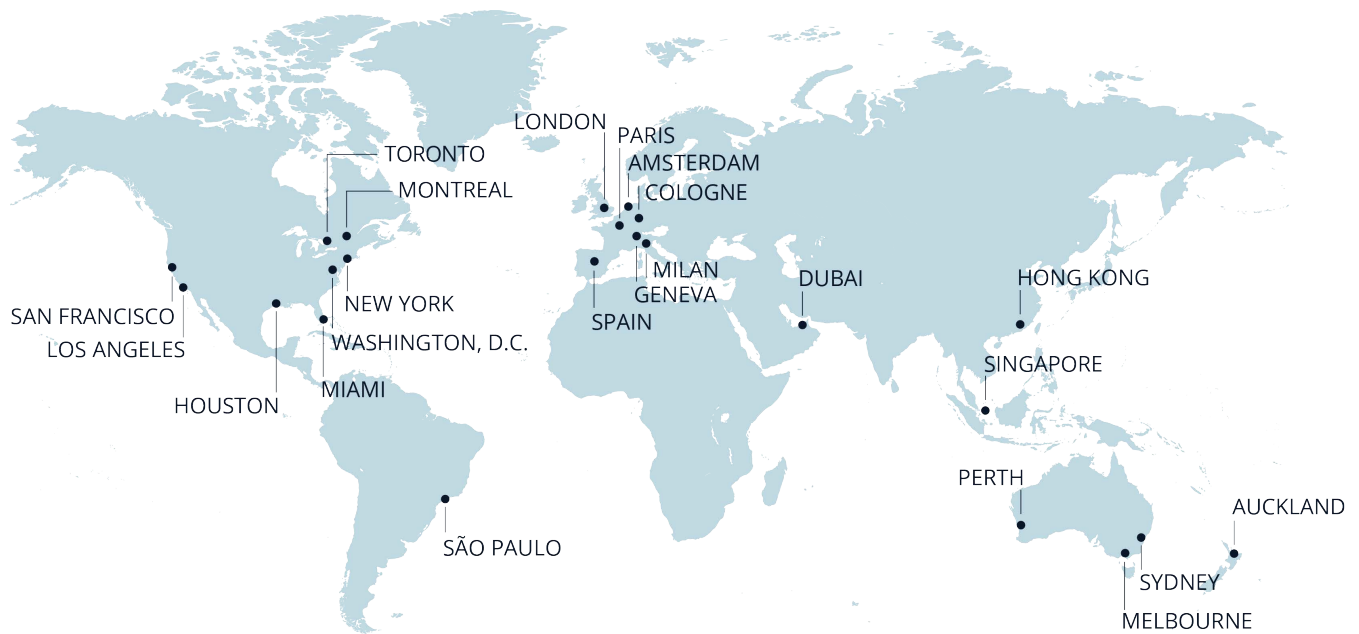 LONDON
PARIS
TORONTO
AMSTERDAM
MONTREAL
COLOGNE
MILAN
DUBAI
HONG KONG
GENEVA
NEW YORK
SAN FRANCISCO
SPAIN
WASHINGTON, D.C.
LOS ANGELES
SINGAPORE
MIAMI
HOUSTON
PERTH
AUCKLAND
SÃO PAULO
SYDNEY
MELBOURNE